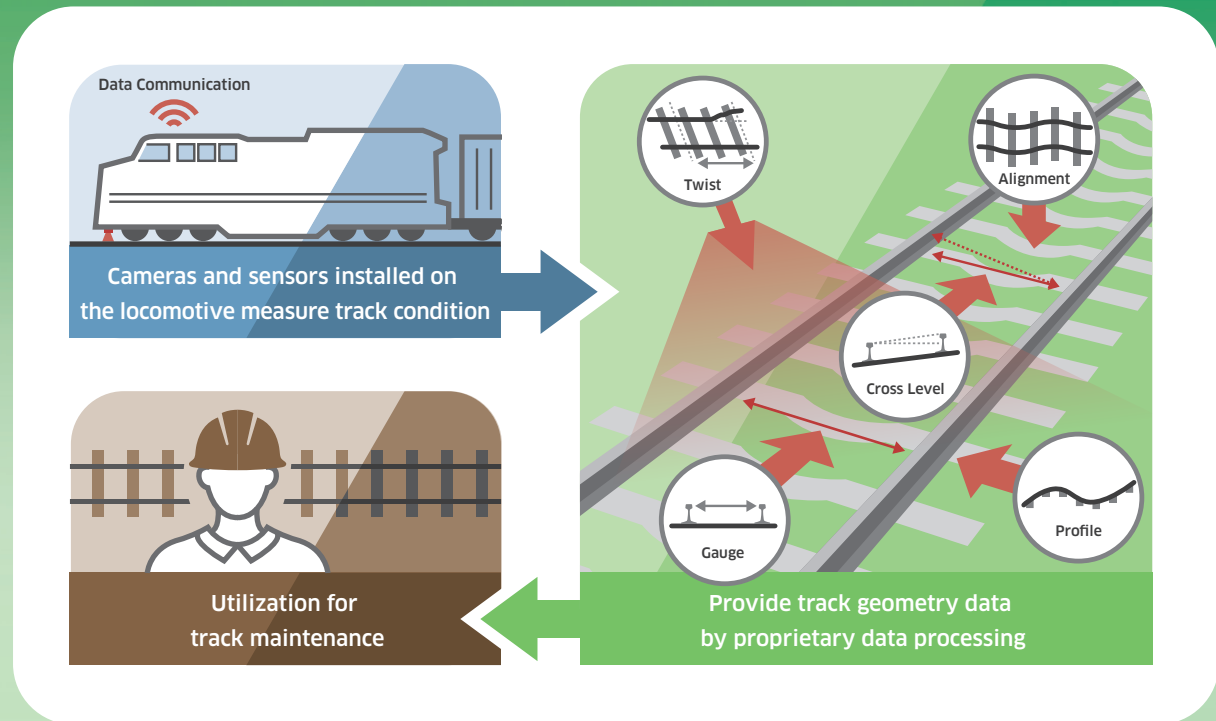 Data Communication
Cameras and sensors installed on
the locomotive measure track condition
Twist
Alignment
Cross Level
Gauge
Profile
Provide track geometry data
by proprietary data processing
Utilization for
track maintenance